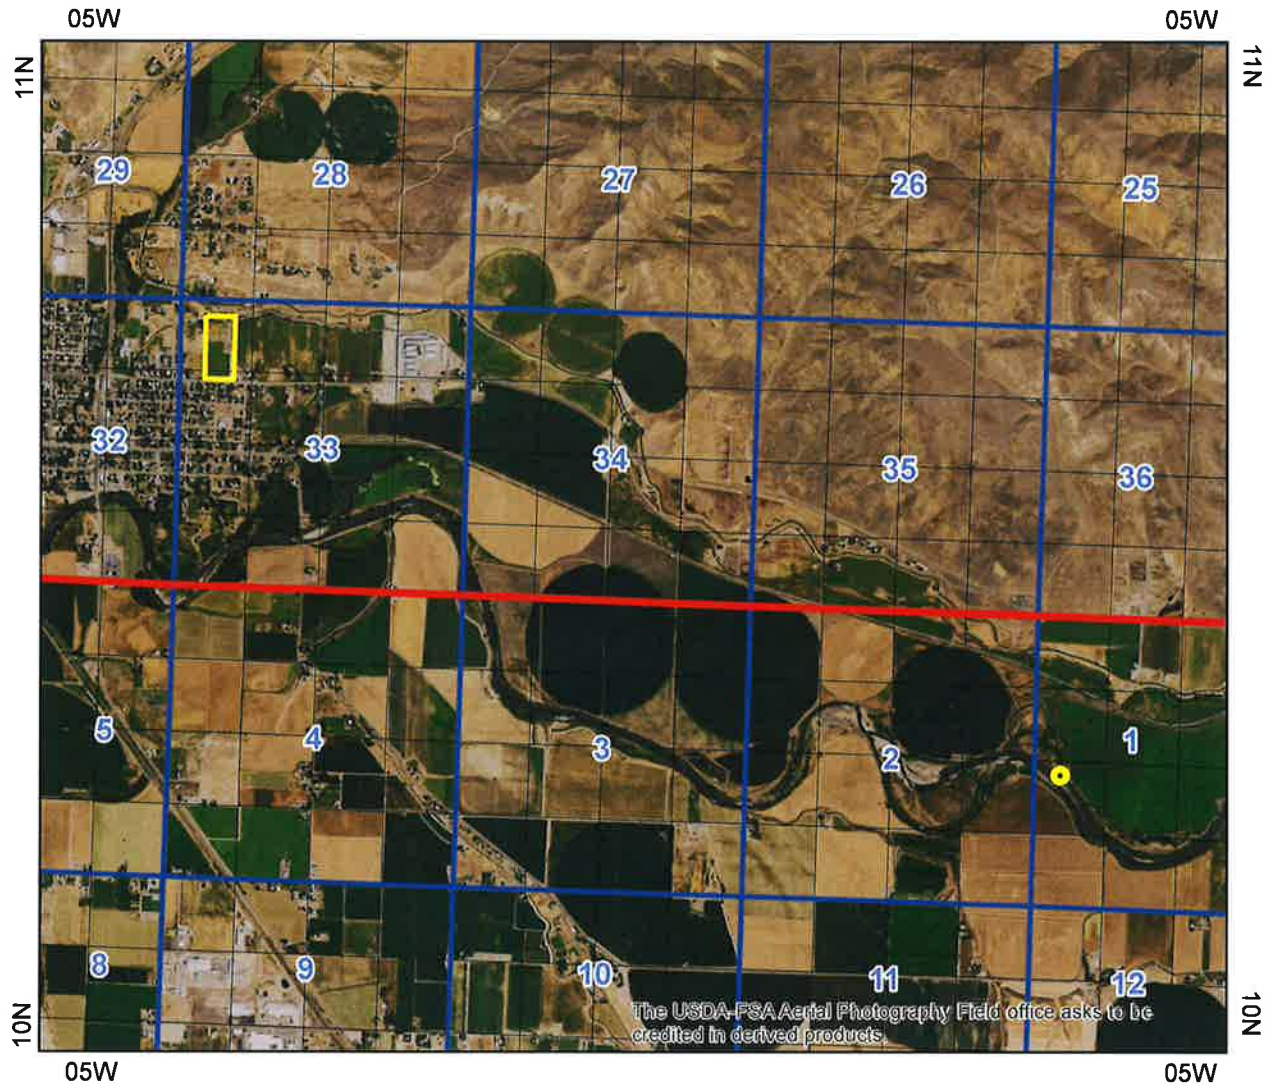 05W 05W
11N 11N
29 28 27 26 25
32 33 34 35 36
5 4 3 2 1
8 9 10 11 12
The USDA-FSA Aerial Photography Field office asks to be
credited in derived products.
10N 10N
05W 05W